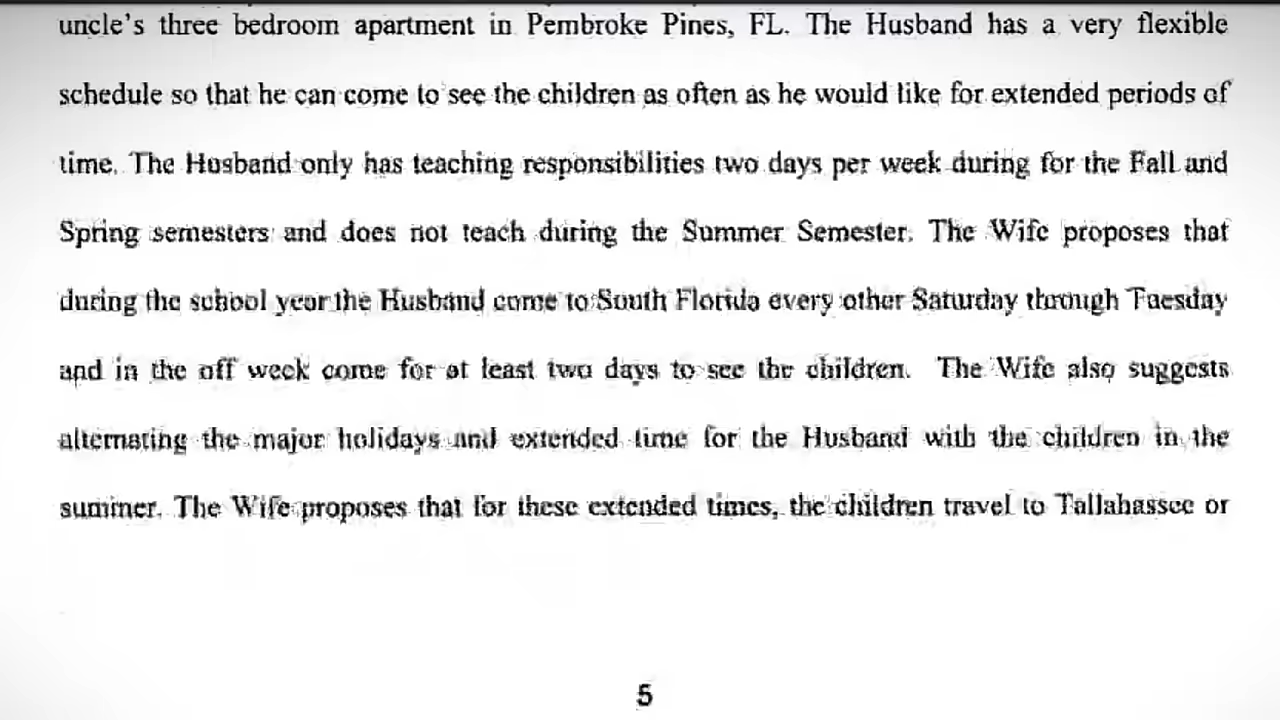 uncle's three bedroom apartment in Pembroke Pines, FL. The Husband has a very flexible
schedule so that he can come to see the children as often as he would like for extended periods of
time. The Husband only has teaching responsibilities two days per week during for the Fall and
Spring semesters and does not teach during the Summer Semester. The Wife proposes that
during the school year the Husband come to South Florida every other Saturday through Tuesday
and in the off week come for at least two days to see the children. The Wife also suggests
alternating the major holidays and extended time for the Husband with the children in the
summer. The Wife proposes that for these extended times, the children travel to Tallahassee or
5